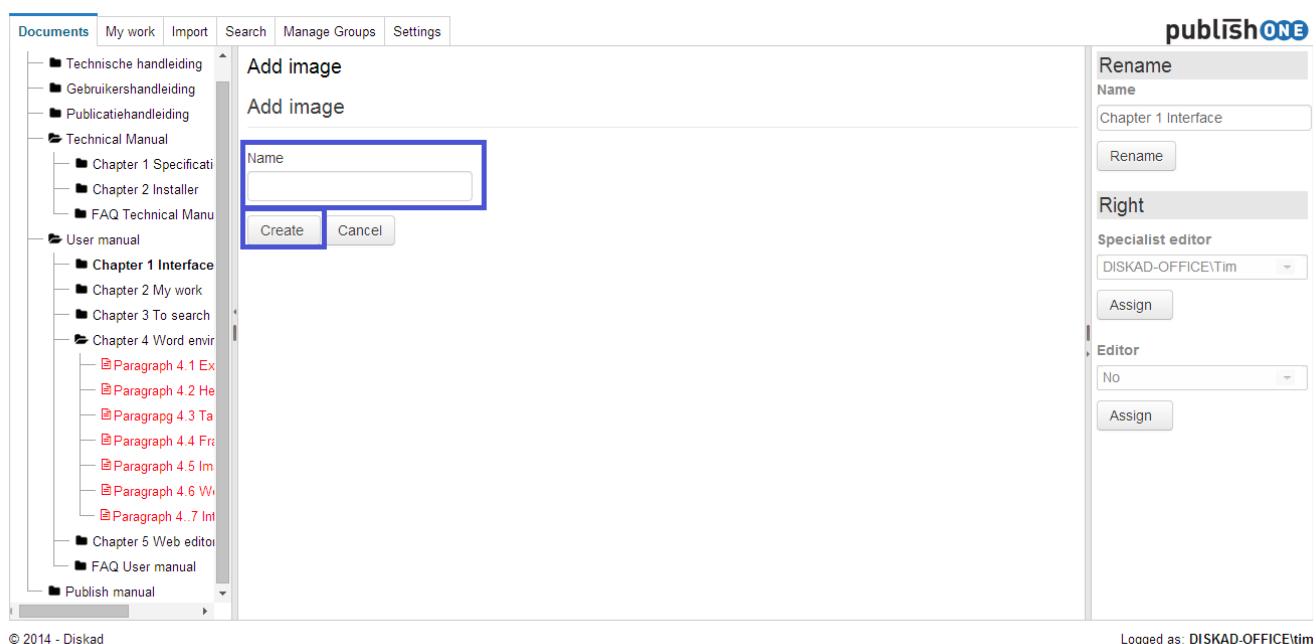 Documents My work Import Search Manage Groups Settings
publishONE
Technische handleiding
Gebruikershandleiding
Publicatiehandleiding
Technical Manual
Chapter 1 Specificati
Chapter 2 Installer
FAQ Technical Manu
User manual
Chapter 1 Interface
Chapter 2 My work
Chapter 3 To search
Chapter 4 Word envir
Paragraph 4.1 Ex
Paragraph 4.2 He
Paragrapg 4.3 Ta
Paragraph 4.4 Fra
Paragraph 4.5 Im
Paragraph 4.6 We
Paragraph 4..7 Int
Chapter 5 Web editor
FAQ User manual
Publish manual
Add image
Add image
Name
Create Cancel
Rename
Name
Chapter 1 Interface
Rename
Right
Specialist editor
DISKAD-OFFICE\Tim
Assign
Editor
No
Assign
© 2014 - Diskad
Logged as: DISKAD-OFFICE\tim